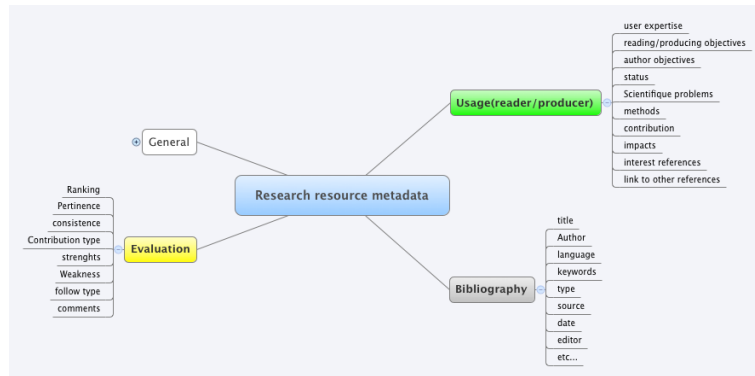 Research resource metadata
General
Evaluation
Ranking
Pertinence
consistence
Contribution type
strenghts
Weakness
follow type
comments
Usage(reader/producer)
user expertise
reading/producing objectives
author objectives
status
Scientifique problems
methods
contribution
impacts
interest references
link to other references
Bibliography
title
Author
language
keywords
type
source
date
editor
etc...